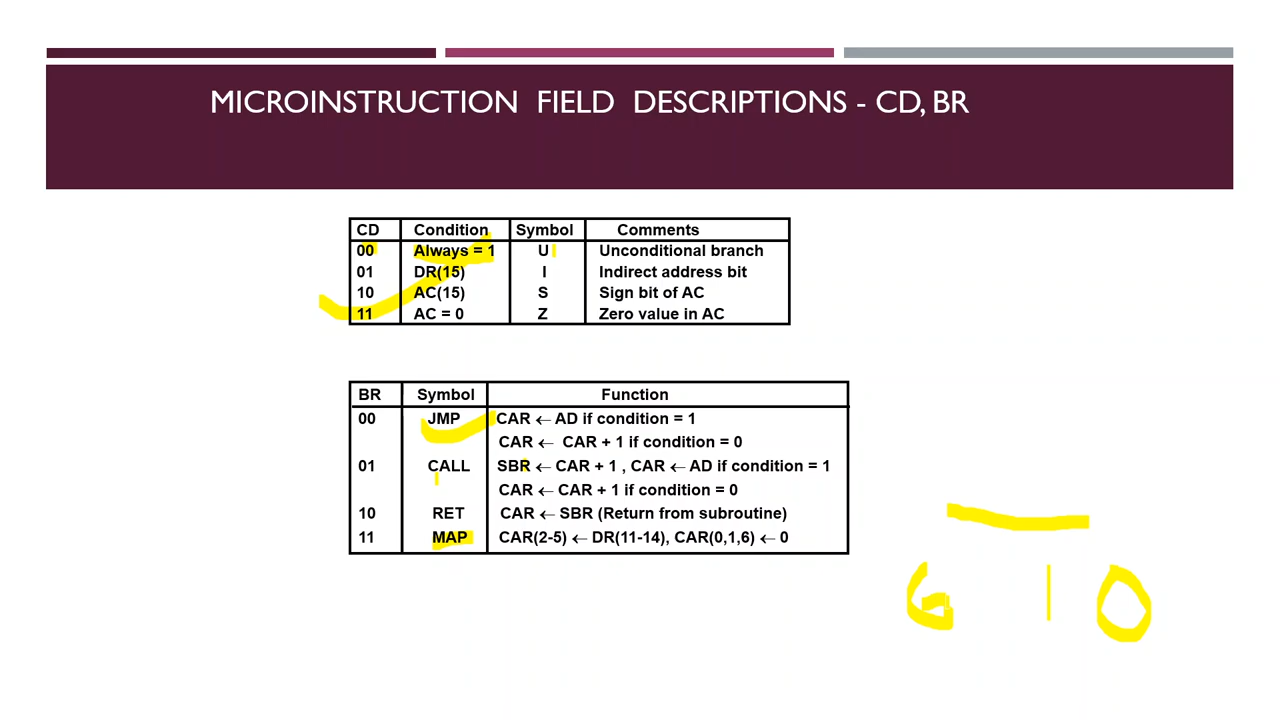 MICROINSTRUCTION FIELD DESCRIPTIONS - CD, BR
CD Condition Symbol Comments
00 Always = 1 U Unconditional branch
01 DR(15) I Indirect address bit
10 AC(15) S Sign bit of AC
11 AC = 0 Z Zero value in AC
BR Symbol Function
00 JMP CAR ← AD if condition = 1
CAR ← CAR + 1 if condition = 0
01 CALL SBR ← CAR + 1 , CAR ← AD if condition = 1
CAR ← CAR + 1 if condition = 0
10 RET CAR ← SBR (Return from subroutine)
11 MAP CAR(2-5) ← DR(11-14), CAR(0,1,6) ← 0
6 1 0